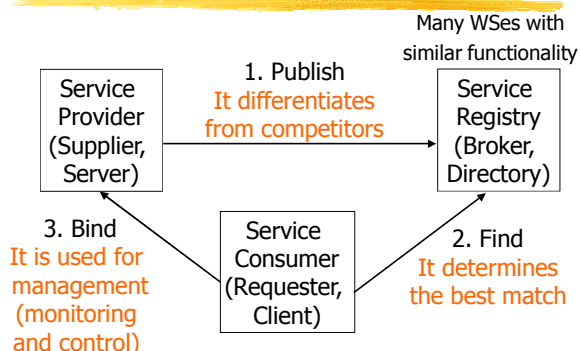 Many WSes with
similar functionality
1. Publish
It differentiates
from competitors
Service
Provider
(Supplier,
Server)
Service
Registry
(Broker,
Directory)
3. Bind
It is used for
management
(monitoring
and control)
Service
Consumer
(Requester,
Client)
2. Find
It determines
the best match